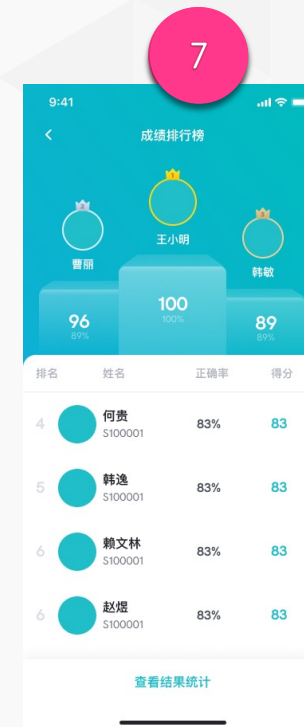 7
9:41
成绩排行榜
2
1
3
曹丽
王小明
韩敏
96
89%
100
100%
89
89%
排名 姓名 正确率 得分
4 何贵 83% 83
S100001
5 韩逸 83% 83
S100001
6 赖文林 83% 83
S100001
6 赵煜 83% 83
S100001
查看结果统计